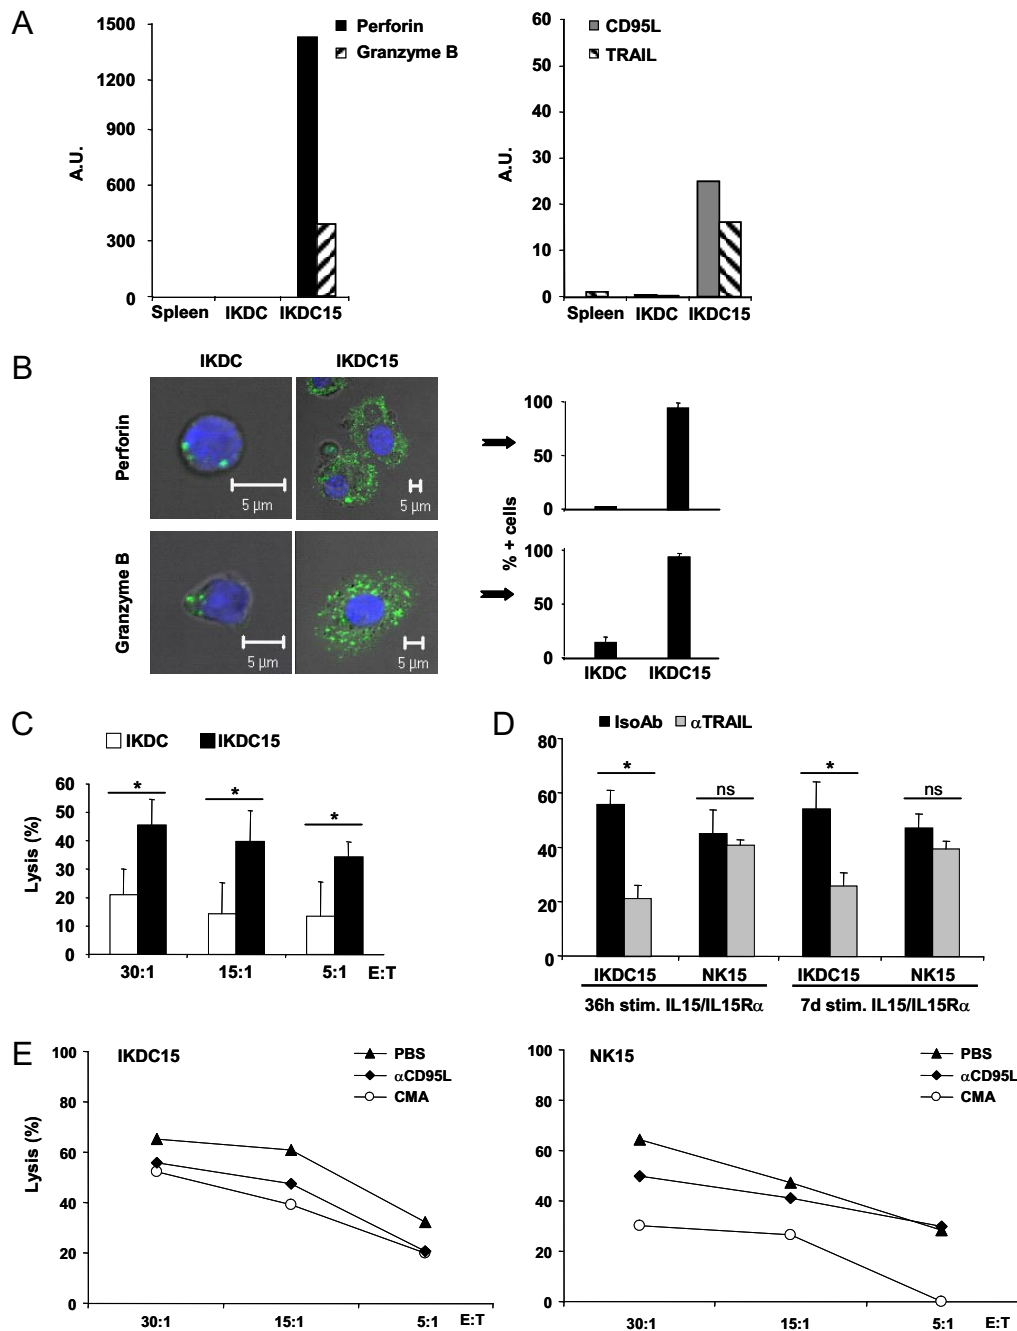 A
1500
1200
900
600
300
0
A.U.
Perforin
Granzyme B
Spleen IKDC IKDC15
60
50
40
30
20
10
0
A.U.
CD95L
TRAIL
Spleen IKDC IKDC15
B
IKDC IKDC15
Perforin
5 µm
5 µm
Granzyme B
5 µm
5 µm
% + cells
100
50
0
100
50
0
IKDC IKDC15
C
IKDC IKDC15
Lysis (%)
60
50
40
30
20
10
0
* * *
30:1 15:1 5:1 E:T
D
IsoAb αTRAIL
80
60
40
20
0
* ns * ns
IKDC15 NK15 IKDC15 NK15
36h stim. IL15/IL15Rα 7d stim. IL15/IL15Rα
E
IKDC15
Lysis (%)
100
80
60
40
20
0
PBS
αCD95L
CMA
30:1 15:1 5:1 E:T
NK15
100
80
60
40
20
0
PBS
αCD95L
CMA
30:1 15:1 5:1 E:T